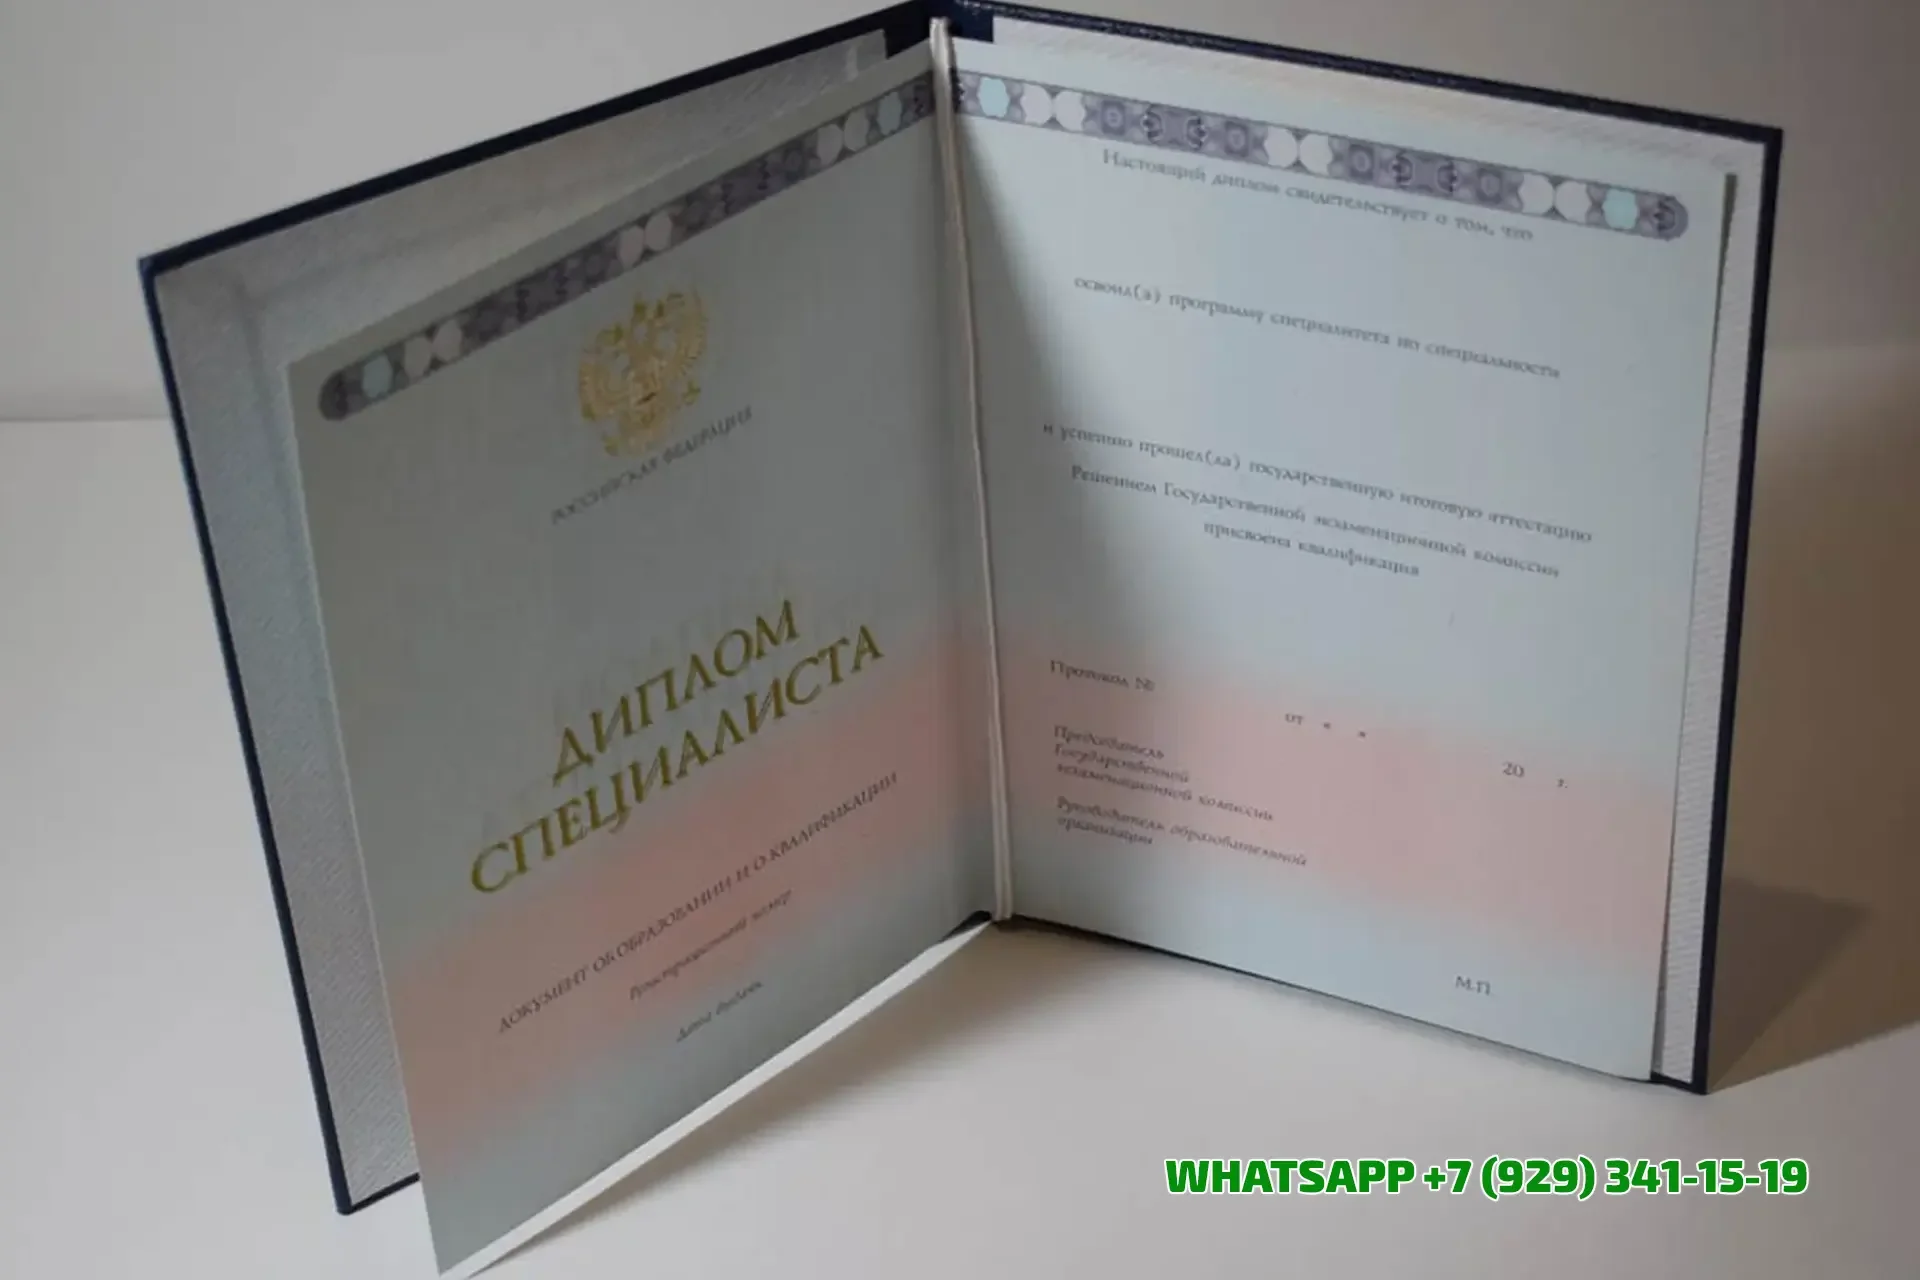 РОССИЙСКАЯ ФЕДЕРАЦИЯ
ДИПЛОМ
СПЕЦИАЛИСТА
ДОКУМЕНТ ОБ ОБРАЗОВАНИИ И О КВАЛИФИКАЦИИ
Регистрационный номер
Дата выдачи
Настоящий диплом свидетельствует о том, что
освоил(а) программу специалитета по специальности
и успешно прошел(ла) государственную итоговую аттестацию
Решением Государственной экзаменационной комиссии
присвоена квалификация
Протокол №
от « »
20 г.
Председатель
Государственной
экзаменационной комиссии
Руководитель образовательной
организации
М.П.
WHATSAPP +7 (929) 341-15-19